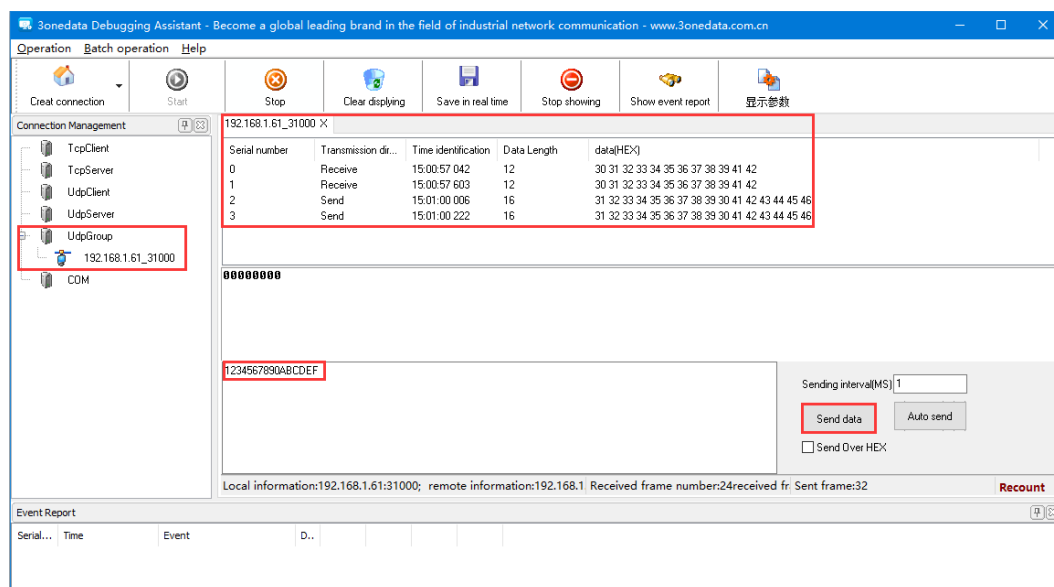 3onedata Debugging Assistant - Become a global leading brand in the field of industrial network communication - www.3onedata.com.cn
Operation Batch operation Help
Creat connection Start Stop Clear displying Save in real time Stop showing Show event report 显示参数
Connection Management
TcpClient
TcpServer
UdpClient
UdpServer
UdpGroup
192.168.1.61_31000
COM
192.168.1.61_31000
Serial number Transmission dir... Time identification Data Length data(HEX)
0 Receive 15:00:57 042 12 30 31 32 33 34 35 36 37 38 39 41 42
1 Receive 15:00:57 603 12 30 31 32 33 34 35 36 37 38 39 41 42
2 Send 15:01:00 006 16 31 32 33 34 35 36 37 38 39 30 41 42 43 44 45 46
3 Send 15:01:00 222 16 31 32 33 34 35 36 37 38 39 30 41 42 43 44 45 46
00000000
1234567890ABCDEF
Sending interval(MS) 1
Send data Auto send
Send Over HEX
Local information:192.168.1.61:31000; remote information:192.168.1 Received frame number:24received fr Sent frame:32 Recount
Event Report
Serial... Time Event D..